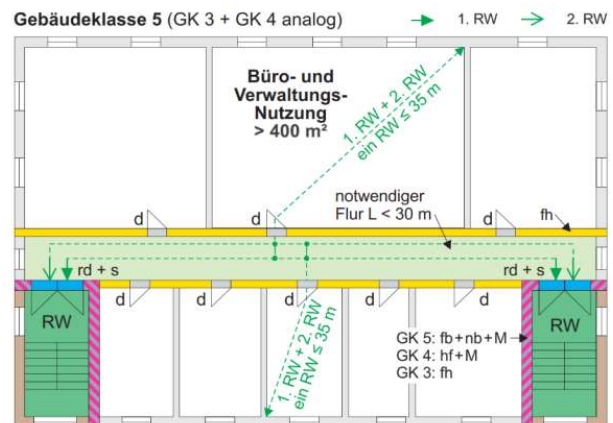 Gebäudeklasse 5 (GK 3 + GK 4 analog)
1. RW
2. RW
Büro- und
Verwaltungs-
Nutzung
> 400 m²
1. RW + 2. RW
ein RW ≤ 35 m
notwendiger
Flur L < 30 m
fh
d
d
d
rd + s
rd + s
d
d
d
d
d
RW
RW
1. RW + 2. RW
ein RW ≤ 35 m
GK 5: fb+nb+M
GK 4: hf+M
GK 3: fh